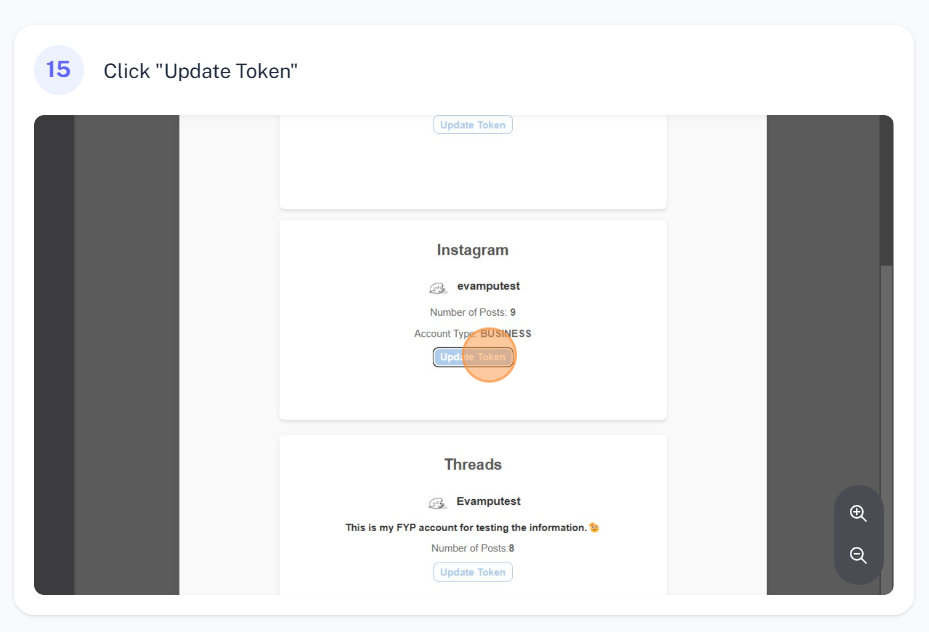 15
Click "Update Token"
Update Token
Instagram
evamputest
Number of Posts: 9
Account Type: BUSINESS
Update Token
Threads
Evamputest
This is my FYP account for testing the information.
Number of Posts:8
Update Token